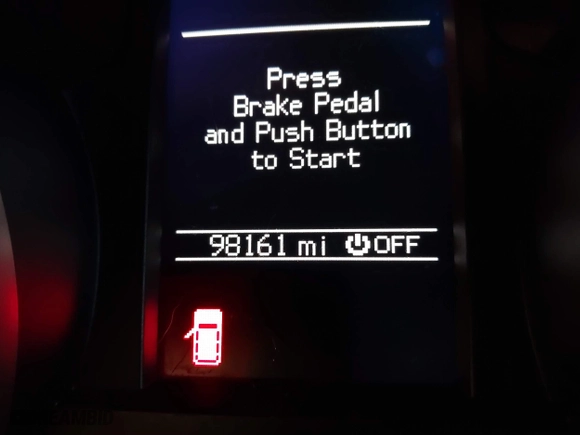 Press
Brake Pedal
and Push Button
to Start
98161 mi OFF